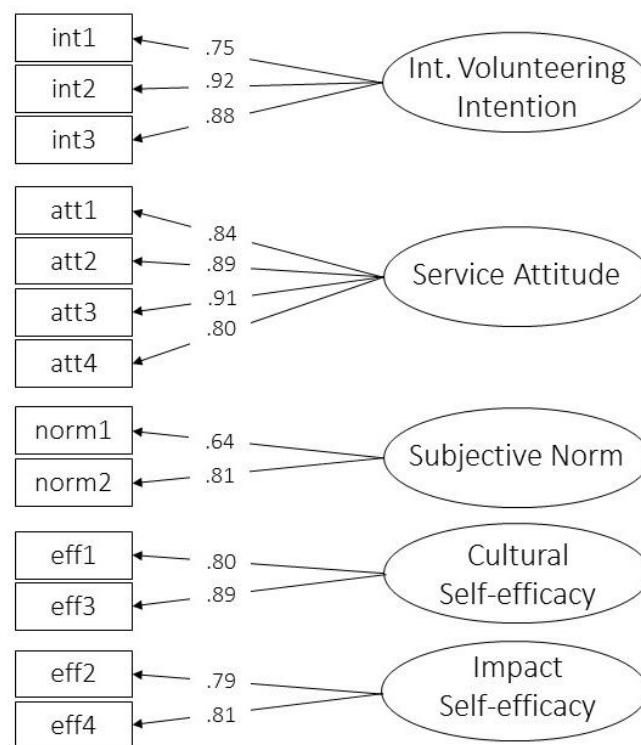 int1
.75
int2
.92
int3
.88
Int. Volunteering
Intention
att1
.84
att2
.89
att3
.91
att4
.80
Service Attitude
norm1
.64
norm2
.81
Subjective Norm
eff1
.80
eff3
.89
Cultural
Self-efficacy
eff2
.79
eff4
.81
Impact
Self-efficacy